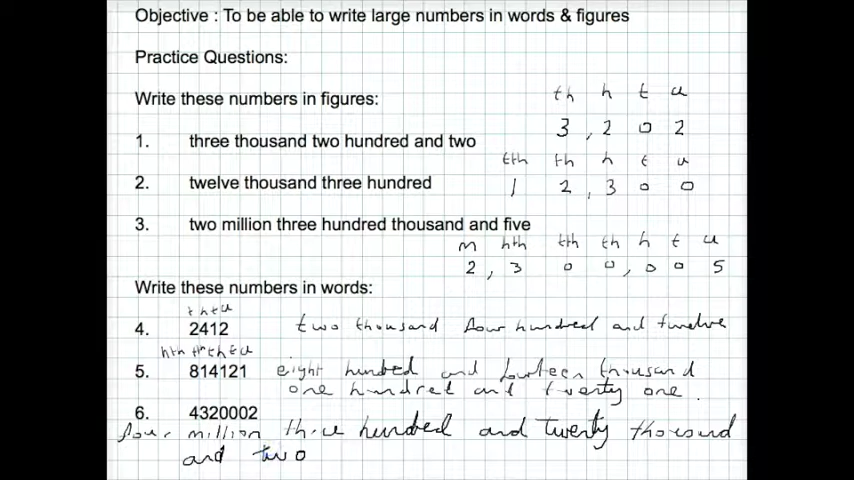 Objective : To be able to write large numbers in words & figures
Practice Questions:
Write these numbers in figures:
th h t u
3 , 2 0 2
1. three thousand two hundred and two
tth th h t u
1 2 , 3 0 0
2. twelve thousand three hundred
3. two million three hundred thousand and five
m hth tth th h t u
2 , 3 0 0 , 0 0 5
Write these numbers in words:
th h t u
4. 2412 two thousand four hundred and twelve
hth tth th h t u
5. 814121 eight hundred and fourteen thousand
one hundred and twenty one .
6. 4320002
four million three hundred and twenty thousand
and two